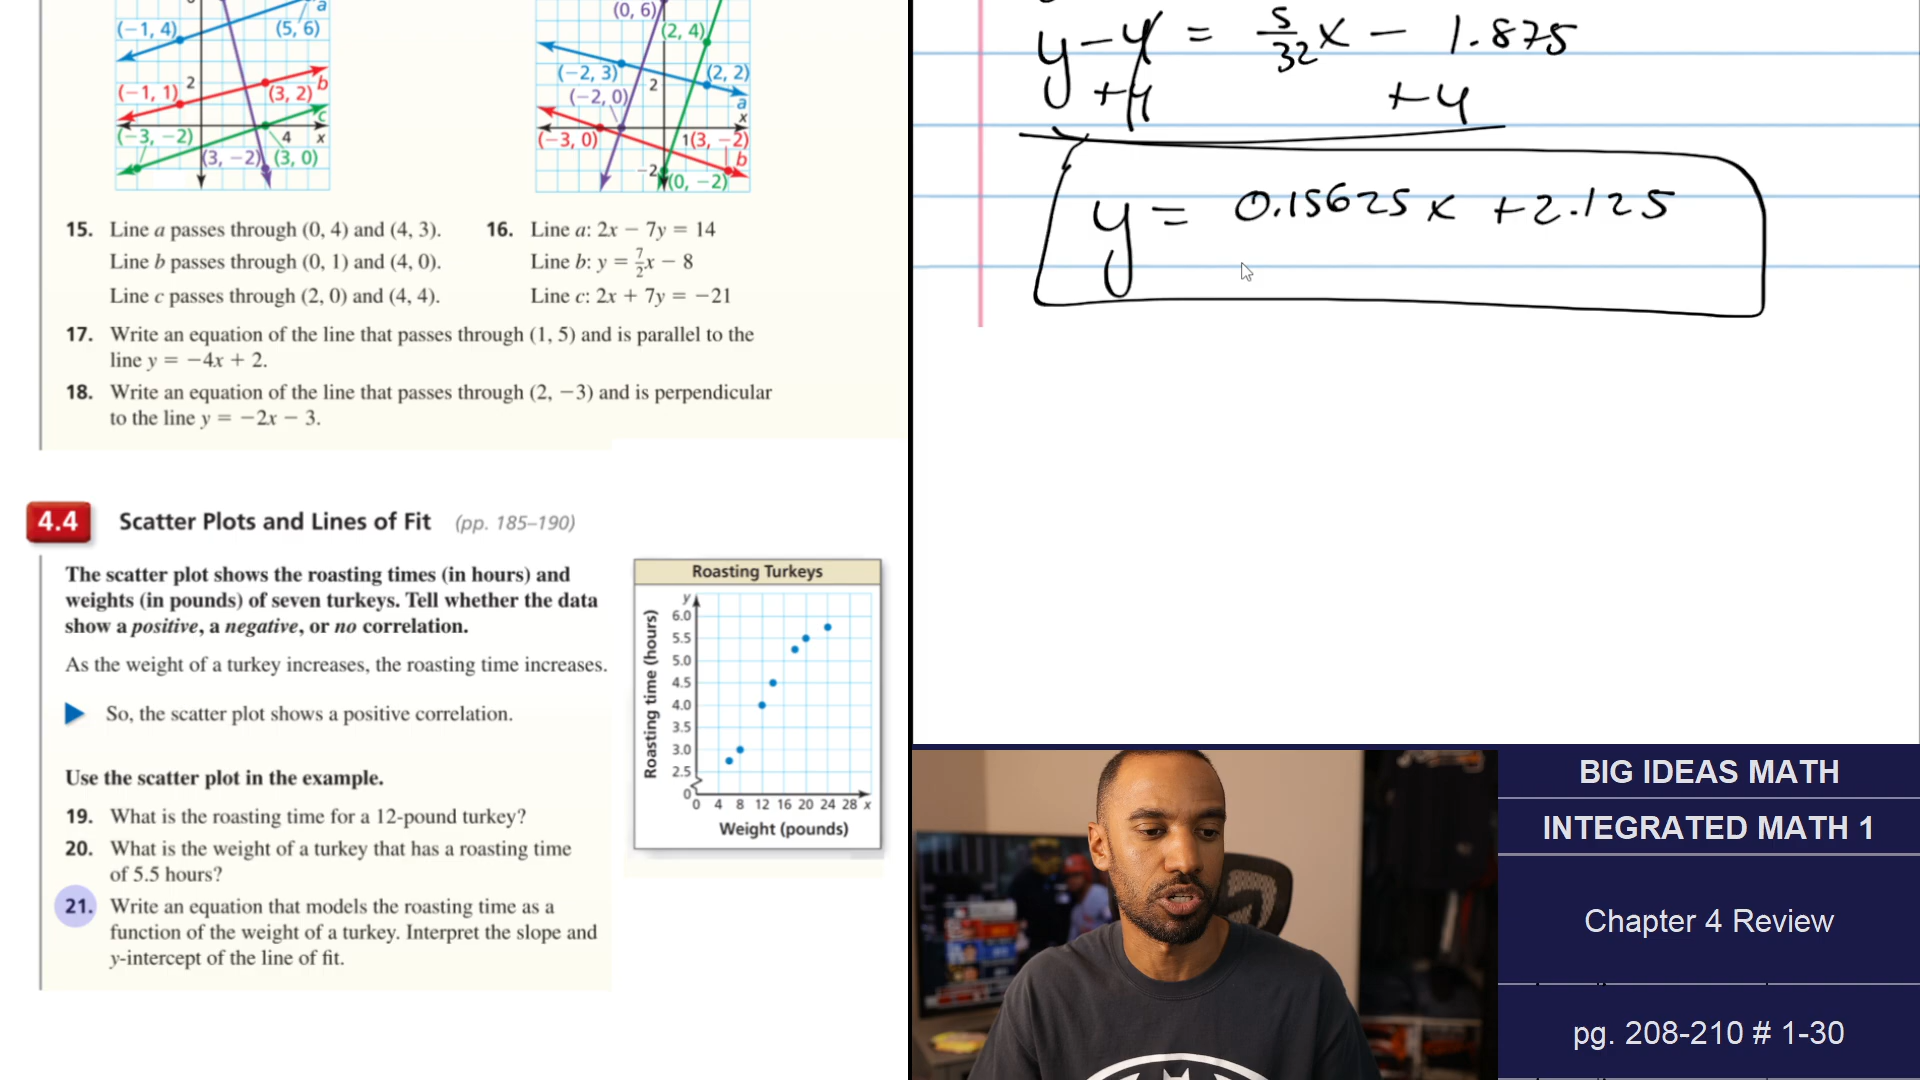 a
(−1, 4)
(5, 6)
(−1, 1)
2
(3, 2)
b
c
(−3, −2)
4
x
(3, −2)
(3, 0)
(0, 6)
(2, 4)
(−2, 3)
(2, 2)
(−2, 0)
2
a
x
(−3, 0)
1
(3, −2)
b
−2
(0, −2)
15. Line a passes through (0, 4) and (4, 3).
Line b passes through (0, 1) and (4, 0).
Line c passes through (2, 0) and (4, 4).
16. Line a: 2x − 7y = 14
Line b: y = 7/2x − 8
Line c: 2x + 7y = −21
17. Write an equation of the line that passes through (1, 5) and is parallel to the
line y = −4x + 2.
18. Write an equation of the line that passes through (2, −3) and is perpendicular
to the line y = −2x − 3.
4.4 Scatter Plots and Lines of Fit (pp. 185–190)
The scatter plot shows the roasting times (in hours) and
weights (in pounds) of seven turkeys. Tell whether the data
show a positive, a negative, or no correlation.
As the weight of a turkey increases, the roasting time increases.
So, the scatter plot shows a positive correlation.
Use the scatter plot in the example.
19. What is the roasting time for a 12-pound turkey?
20. What is the weight of a turkey that has a roasting time
of 5.5 hours?
21. Write an equation that models the roasting time as a
function of the weight of a turkey. Interpret the slope and
y-intercept of the line of fit.
Roasting Turkeys
Roasting time (hours)
y
6.0
5.5
5.0
4.5
4.0
3.5
3.0
2.5
0
0 4 8 12 16 20 24 28 x
Weight (pounds)
y − 4 = 5/32 x − 1.875
+4 +4
y = 0.15625 x + 2.125
BIG IDEAS MATH
INTEGRATED MATH 1
Chapter 4 Review
pg. 208-210 # 1-30